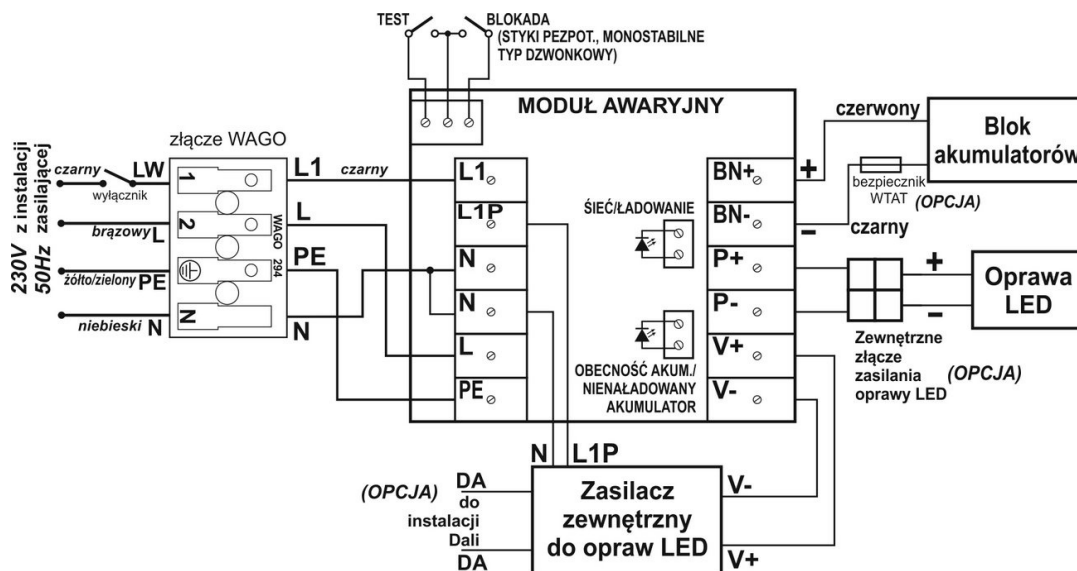 TEST
BLOKADA
(STYKI PEZPOT., MONOSTABILNE
TYP DZWONKOWY)
MODUŁ AWARYJNY
złącze WAGO
230V z instalacji
50Hz zasilającej
czarny
LW
wyłącznik
brązowy L
żółto/zielony PE
niebieski N
1
2
N
WAGO 294
L1
czarny
L
PE
N
L1
L1P
N
N
L
PE
ŚIEĆ/ŁADOWANIE
OBECNOŚĆ AKUM./
NIENAŁADOWANY
AKUMULATOR
BN+
BN-
P+
P-
V+
V-
+
czerwony
-
czarny
bezpiecznik
WTAT
(OPCJA)
Blok
akumulatorów
+
-
Oprawa
LED
Zewnętrzne
złącze
zasilania
oprawy LED
(OPCJA)
N
L1P
(OPCJA)
DA
do
instalacji
Dali
DA
Zasilacz
zewnętrzny
do opraw LED
V-
V+